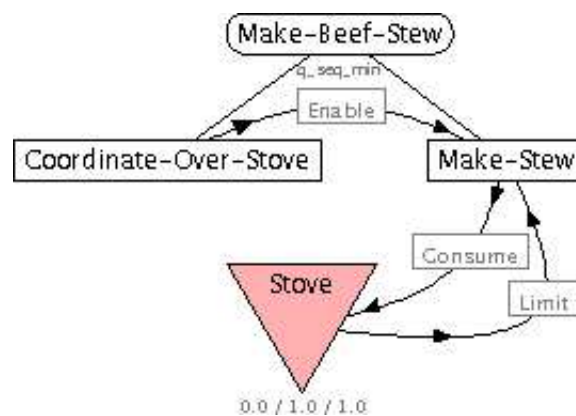 Make-Beef-Stew
q_seq_min
Enable
Coordinate-Over-Stove
Make-Stew
Consume
Stove
Limit
0.0 / 1.0 / 1.0